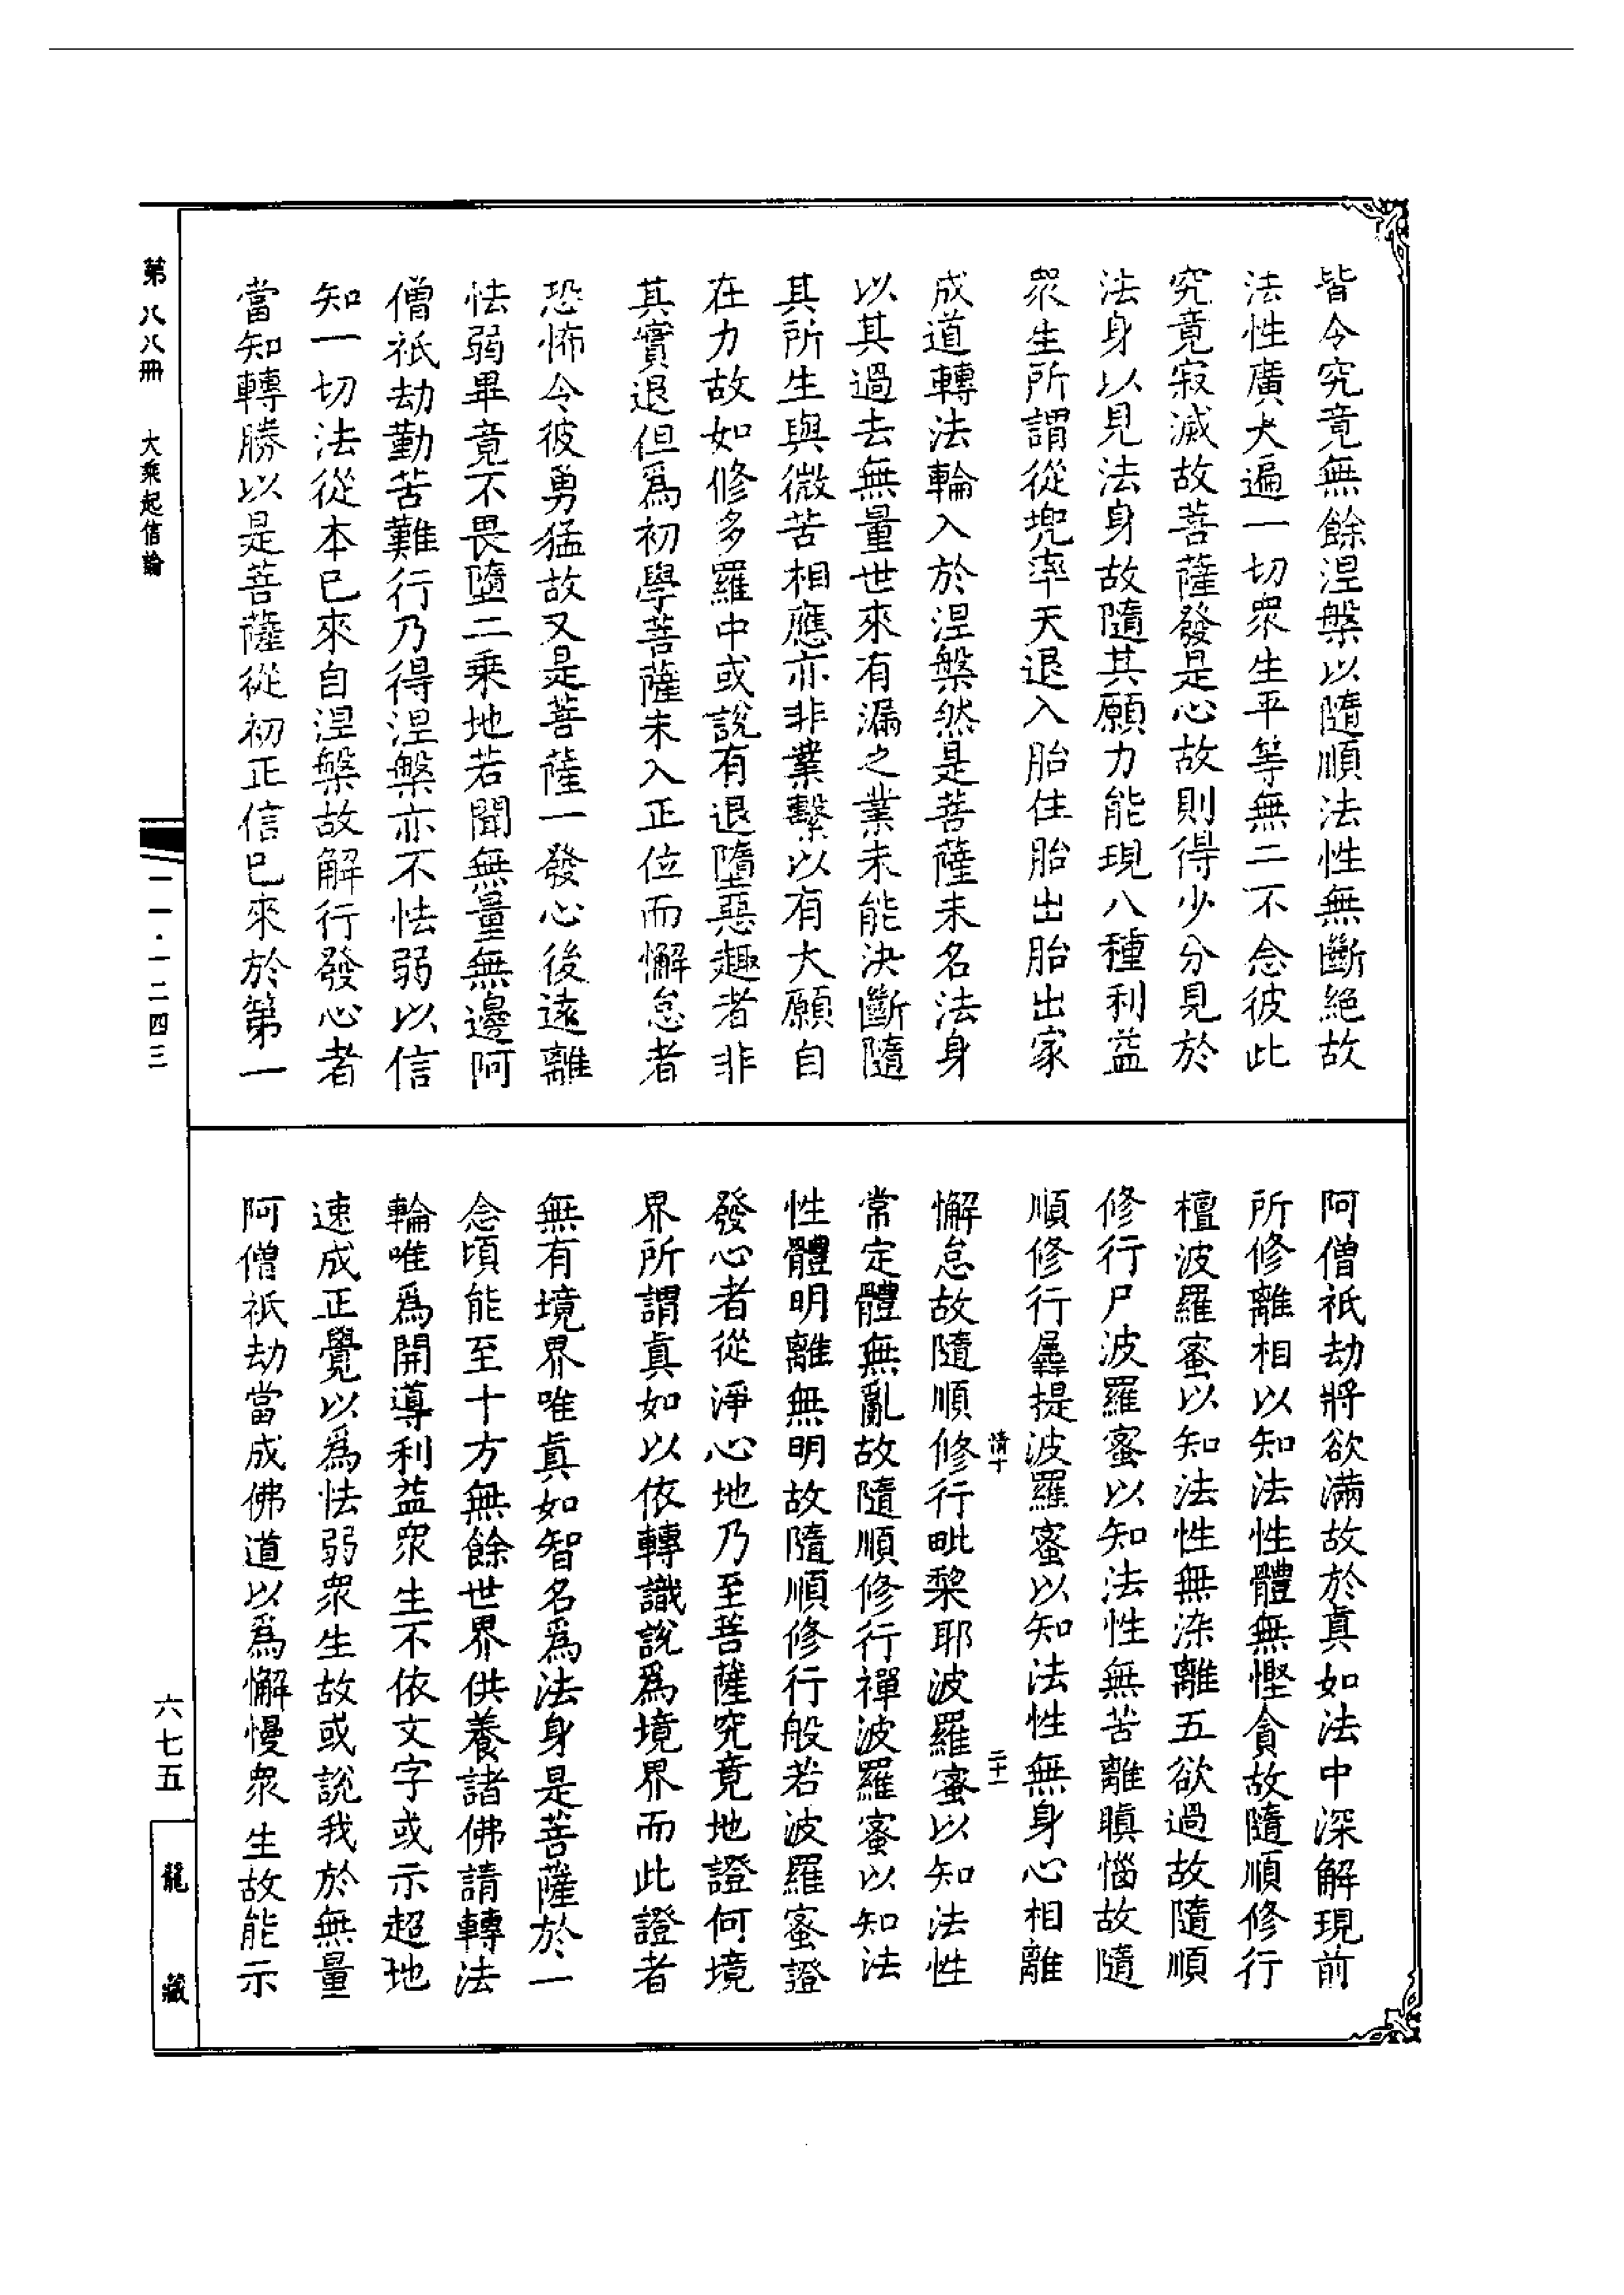 皆令究竟無餘涅槃以隨順法性無斷絕故
法性廣大遍一切衆生平等無二不念彼此
究竟寂滅故菩薩發是心故則得少分見於
法身以見法身故隨其願力能現八種利益
衆生所謂從兜率天退入胎住胎出胎出家
成道轉法輪入於涅槃然是菩薩未名法身
以其過去無量世來有漏之業未能決斷隨
其所生與微苦相應亦非業繫以有大願自
在力故如修多羅中或說有退墮惡趣者非
其實退但爲初學菩薩未入正位而懈怠者
恐怖令彼勇猛故又是菩薩一發心後遠離
怯弱畢竟不畏墮二乘地若聞無量無邊阿
僧祇劫勤苦難行乃得涅槃亦不怯弱以信
知一切法從本已來自涅槃故解行發心者
當知轉勝以是菩薩從初正信已來於第一
阿僧祇劫將欲滿故於真如法中深解現前
所修離相以知法性體無慳貪故隨順修行
檀波羅蜜以知法性無染離五欲過故隨順
修行尸波羅蜜以知法性無苦離瞋惱故隨
順修行羼提波羅蜜以知法性無身心相離
情十
二十一
懈怠故隨順修行毗棃耶波羅蜜以知法性
常定體無亂故隨順修行禪波羅蜜以知法
性體明離無明故隨順修行般若波羅蜜證
發心者從淨心地乃至菩薩究竟地證何境
界所謂真如以依轉識說爲境界而此證者
無有境界唯真如智名爲法身是菩薩於一
念頃能至十方無餘世界供養諸佛請轉法
輪唯爲開導利益衆生不依文字或示超地
速成正覺以爲怯弱衆生故或說我於無量
阿僧祇劫當成佛道以爲懈慢衆生故能示
第八八冊
大乘起信論
一一·一二四三
六七五
龍藏